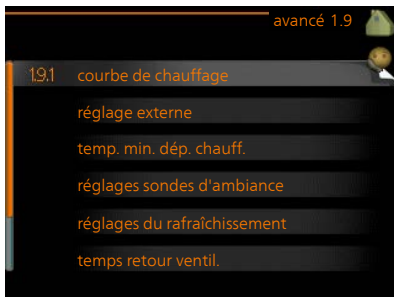 avancé 1.9
1.9.1 courbe de chauffage
réglage externe
temp. min. dép. chauff.
réglages sondes d'ambiance
réglages du rafraîchissement
temps retour ventil.